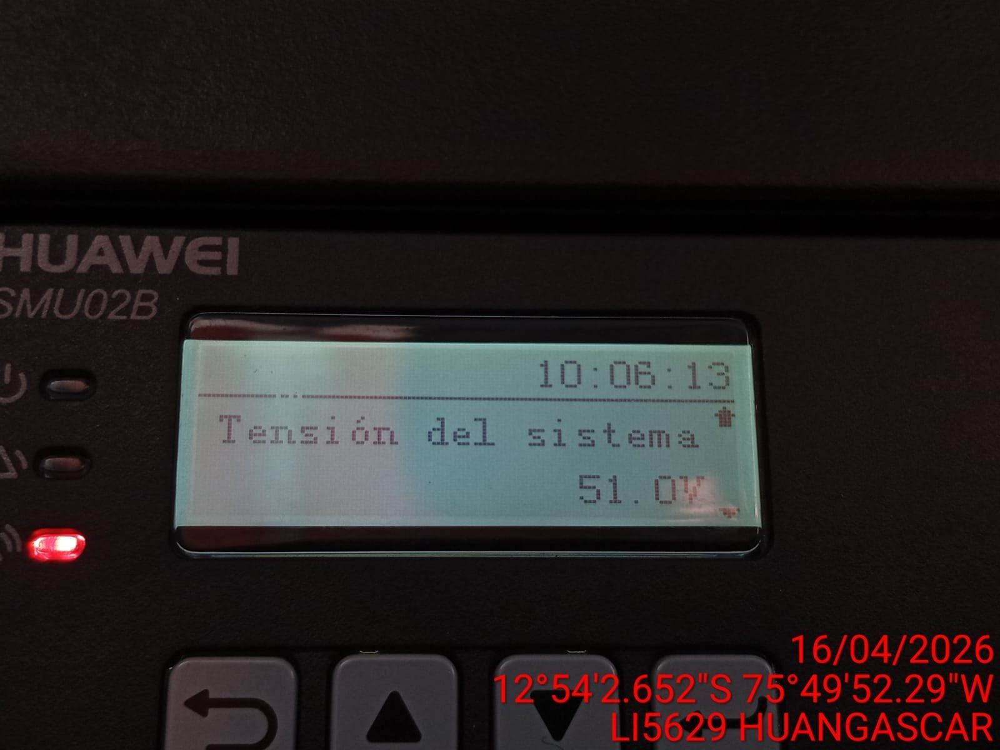 HUAWEI
SMU02B
10:06:13
Tensión del sistema
51.0V
16/04/2026
12°54'2.652"S 75°49'52.29"W
LI5629 HUANGASCAR